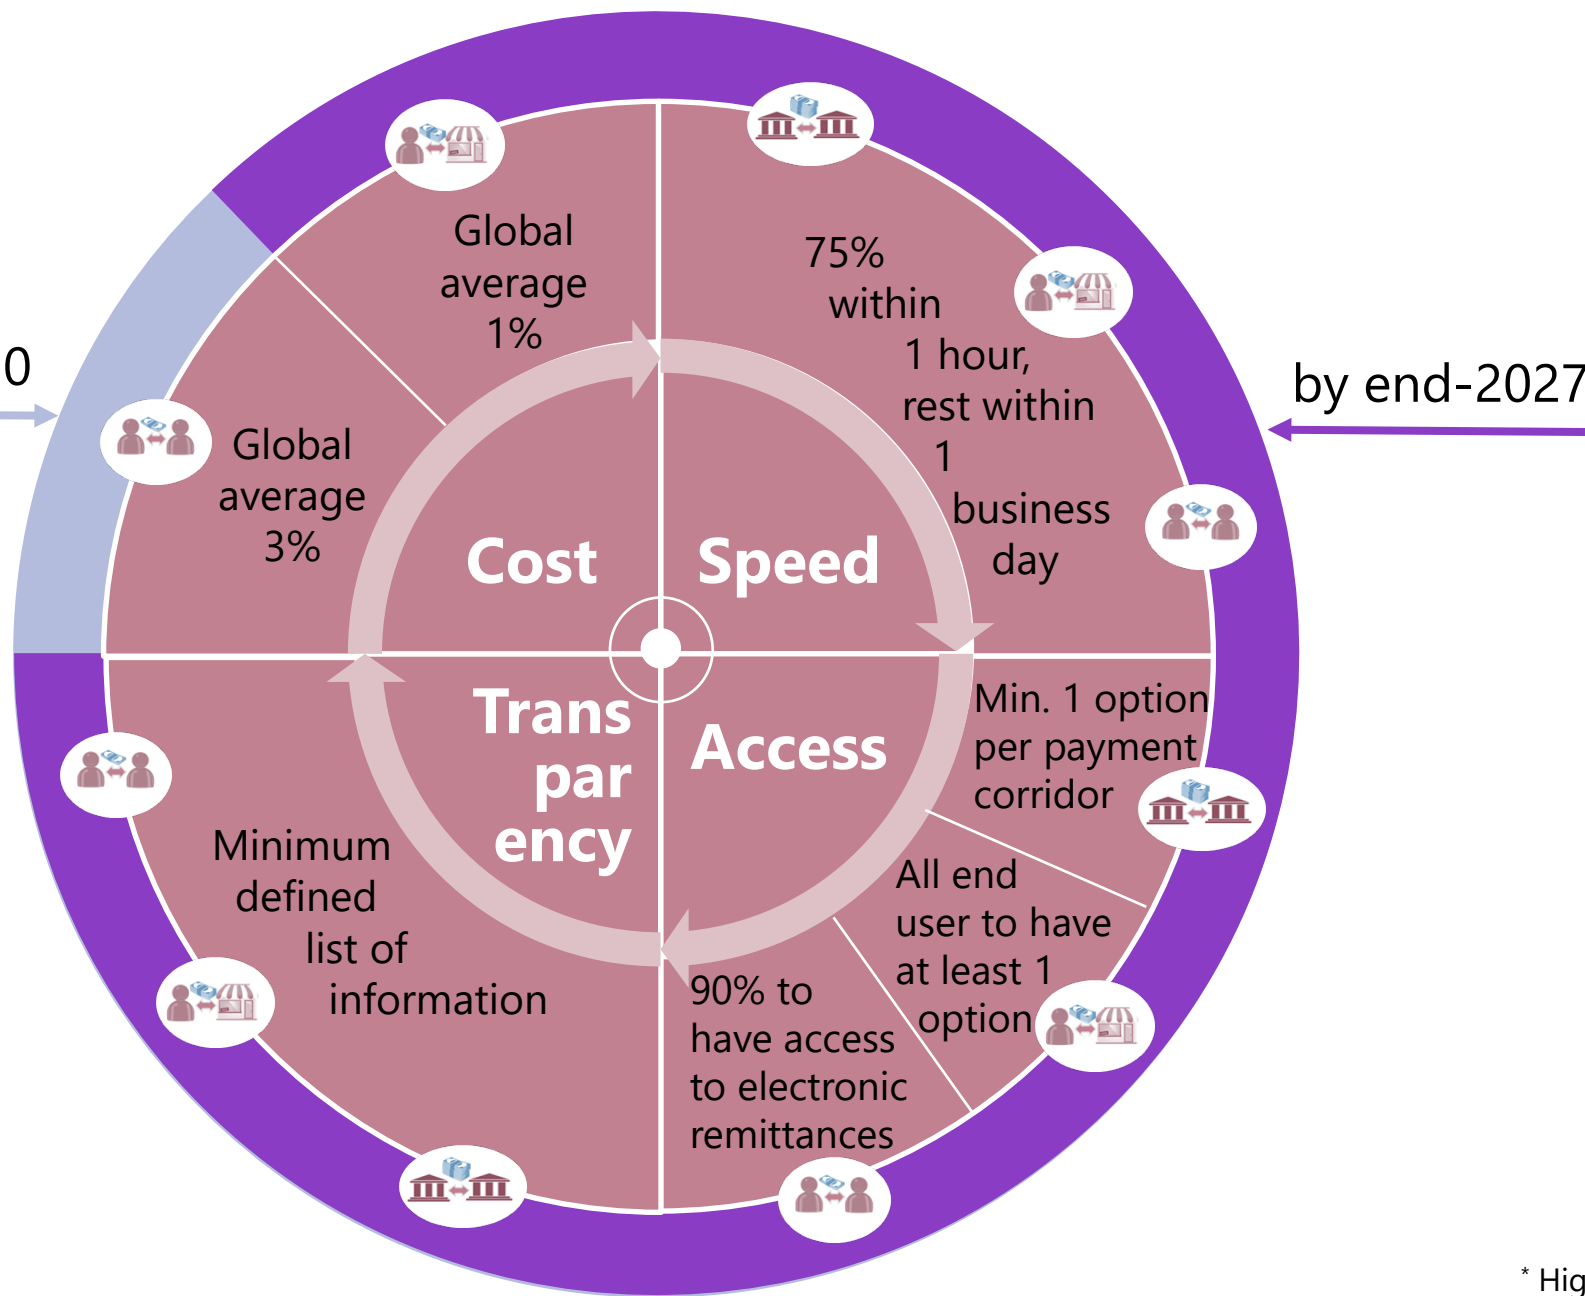 Global
average
1%
75%
within
1 hour,
rest within
1
business
day
0
by end-2027
Global
average
3%
Cost
Speed
Trans
par
ency
Access
Min. 1 option
per payment
corridor
All end
user to have
at least 1
option
Minimum
defined
list of
information
90% to
have access
to electronic
remittances
* Hig